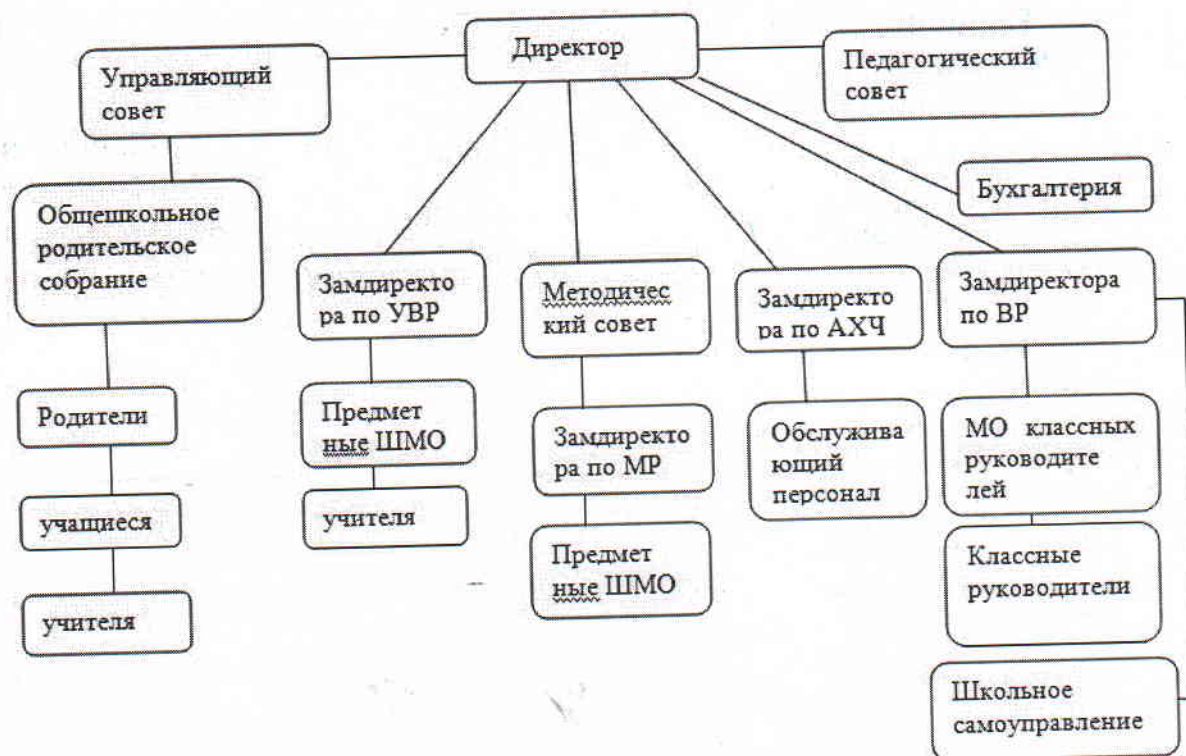 Директор
Управляющий
совет
Педагогический
совет
Бухгалтерия
Общешкольное
родительское
собрание
Замдиректо
ра по УВР
Методичес
кий совет
Замдиректо
ра по АХЧ
Замдиректора
по ВР
Родители
Предмет
ные ШМО
Замдиректо
ра по МР
Обслужива
ющий
персонал
МО классных
руководите
лей
учащиеся
учителя
Предмет
ные ШМО
Классные
руководители
учителя
Школьное
самоуправление